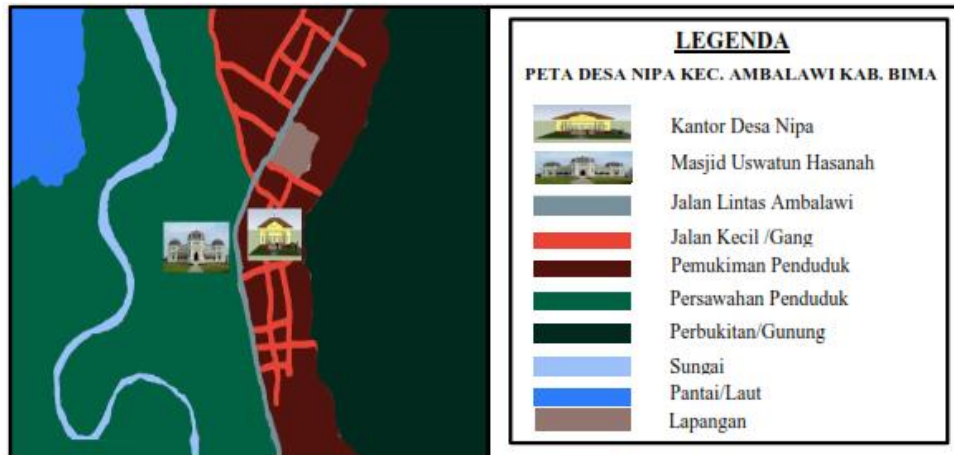 LEGENDA
PETA DESA NIPA KEC. AMBALAWI KAB. BIMA
Kantor Desa Nipa
Masjid Uswatun Hasanah
Jalan Lintas Ambalawi
Jalan Kecil /Gang
Pemukiman Penduduk
Persawahan Penduduk
Perbukitan/Gunung
Sungai
Pantai/Laut
Lapangan